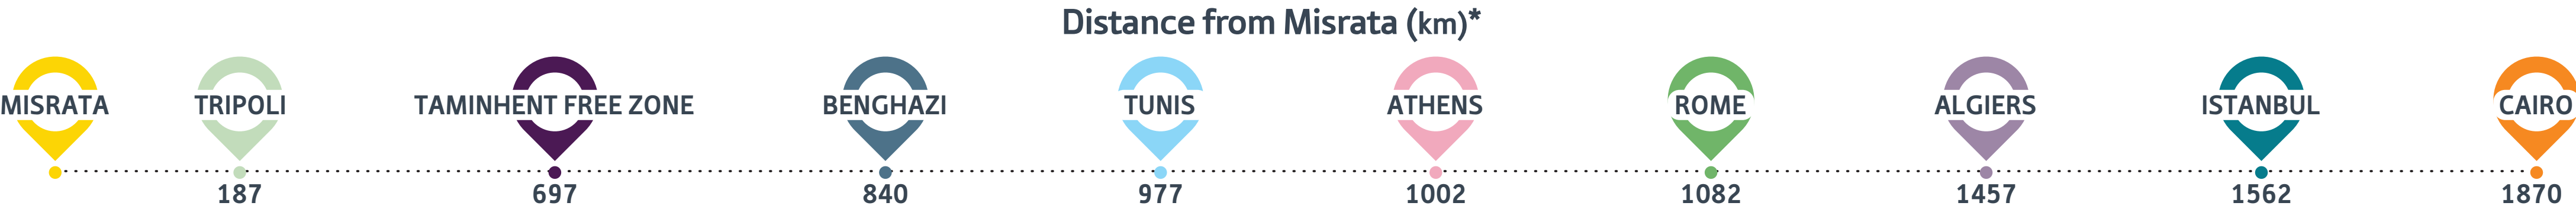 Distance from Misrata (km)*
MISRATA TRIPOLI TAMINHENT FREE ZONE BENGHAZI TUNIS ATHENS ROME ALGIERS ISTANBUL CAIRO
187 697 840 977 1002 1082 1457 1562 1870